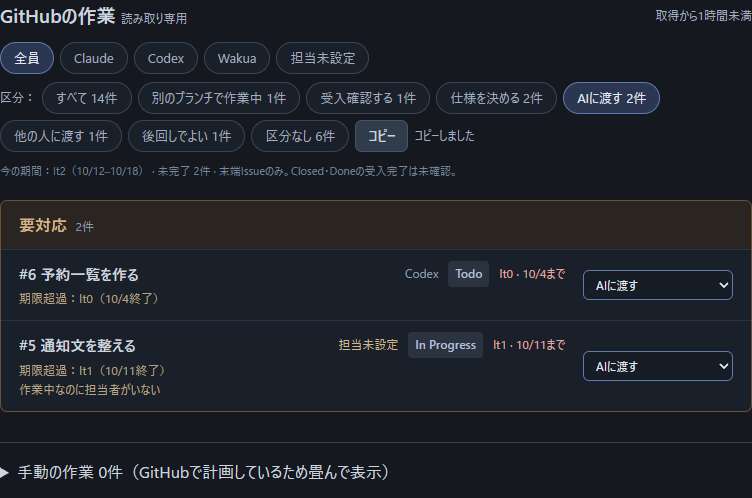 GitHubの作業 読み取り専用 取得から1時間未満
全員 Claude Codex Wakua 担当未設定
区分： すべて 14件 別のブランチで作業中 1件 受入確認する 1件 仕様を決める 2件 AIに渡す 2件
他の人に渡す 1件 後回しでよい 1件 区分なし 6件 コピー コピーしました
今の期間：It2（10/12–10/18） · 未完了 2件 · 末端Issueのみ。Closed・Doneの受入完了は未確認。
要対応 2件
#6 予約一覧を作る Codex Todo It0 · 10/4まで AIに渡す
期限超過：It0（10/4終了）
#5 通知文を整える 担当未設定 In Progress It1 · 10/11まで AIに渡す
期限超過：It1（10/11終了）
作業中なのに担当者がいない
▶ 手動の作業 0件（GitHubで計画しているため畳んで表示）